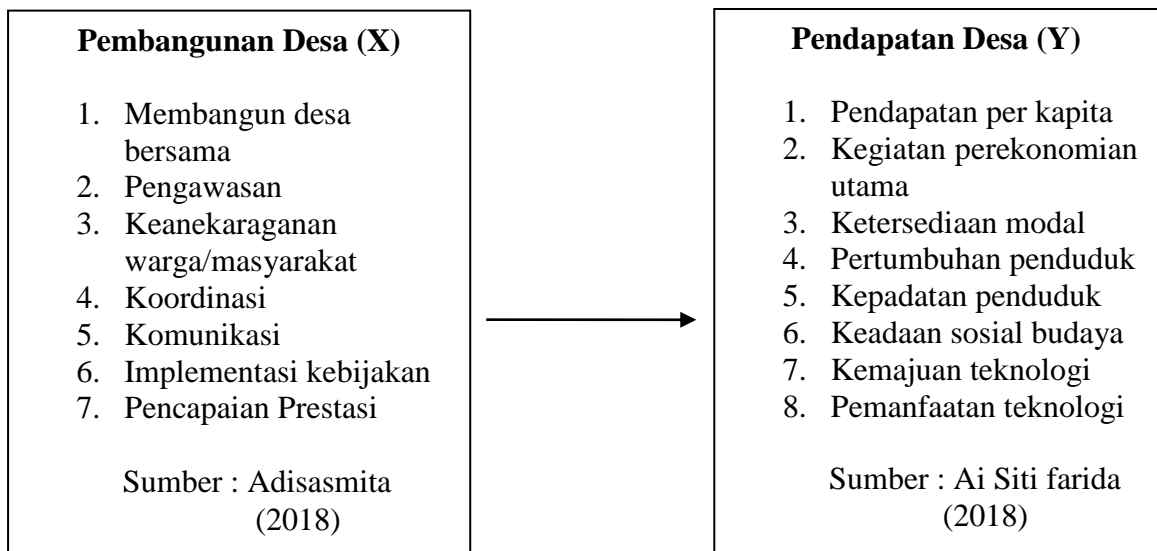 Pembangunan Desa (X)
1. Membangun desa
bersama
2. Pengawasan
3. Keanekaraganan
warga/masyarakat
4. Koordinasi
5. Komunikasi
6. Implementasi kebijakan
7. Pencapaian Prestasi
Sumber : Adisasmita
(2018)
Pendapatan Desa (Y)
1. Pendapatan per kapita
2. Kegiatan perekonomian
utama
3. Ketersediaan modal
4. Pertumbuhan penduduk
5. Kepadatan penduduk
6. Keadaan sosial budaya
7. Kemajuan teknologi
8. Pemanfaatan teknologi
Sumber : Ai Siti farida
(2018)